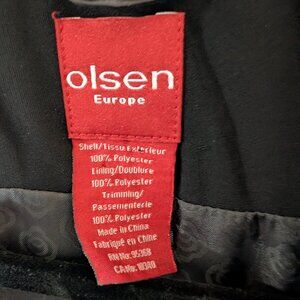 olsen
Europe
Shell/Tissu Extérieur
100% Polyester
Lining/Doublure
100% Polyester
Trimming/
Passementerie
100% Polyester
Made in China
Fabriqué en Chine
RN No: 95368
CA No: 10340